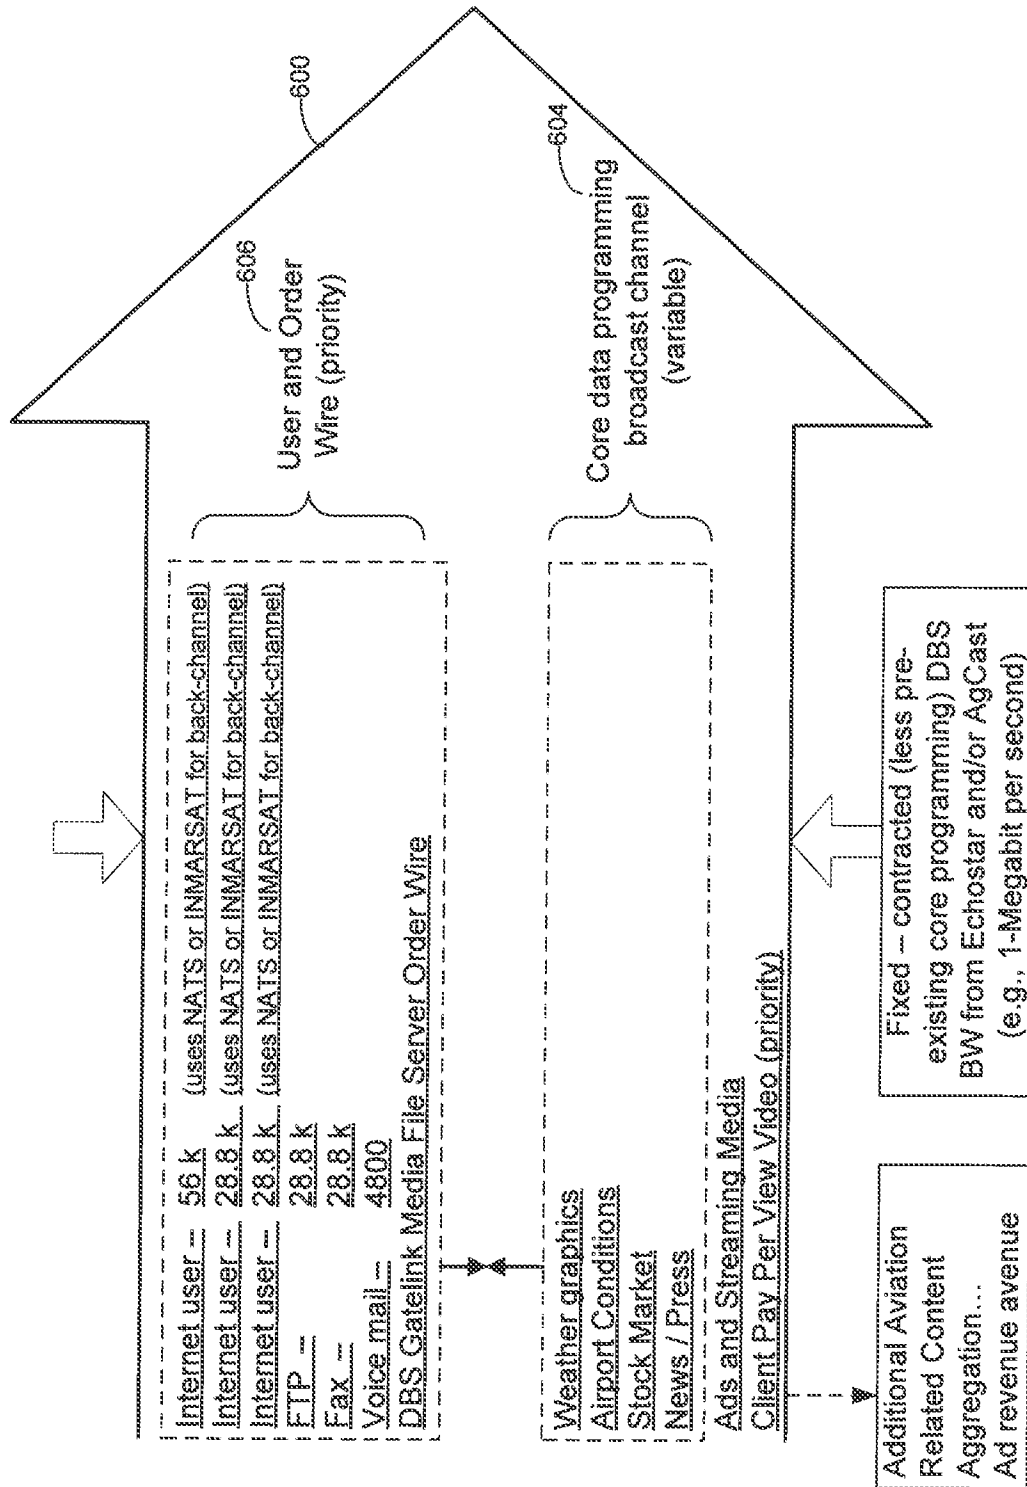 600
606
User and Order
Wire (priority)
604
Core data programming
broadcast channel
(variable)
Internet user – 56 k (uses NATS or INMARSAT for back-channel)
Internet user – 28.8 k (uses NATS or INMARSAT for back-channel)
Internet user – 28.8 k (uses NATS or INMARSAT for back-channel)
FTP – 28.8 k
Fax – 28.8 k
Voice mail – 4800
DBS Gatelink Media File Server Order Wire
Weather graphics
Airport Conditions
Stock Market
News / Press
Ads and Streaming Media
Client Pay Per View Video (priority)
Additional Aviation
Related Content
Aggregation...
Ad revenue avenue
Fixed – contracted (less pre-
existing core programming) DBS
BW from Echostar and/or AgCast
(e.g., 1-Megabit per second)